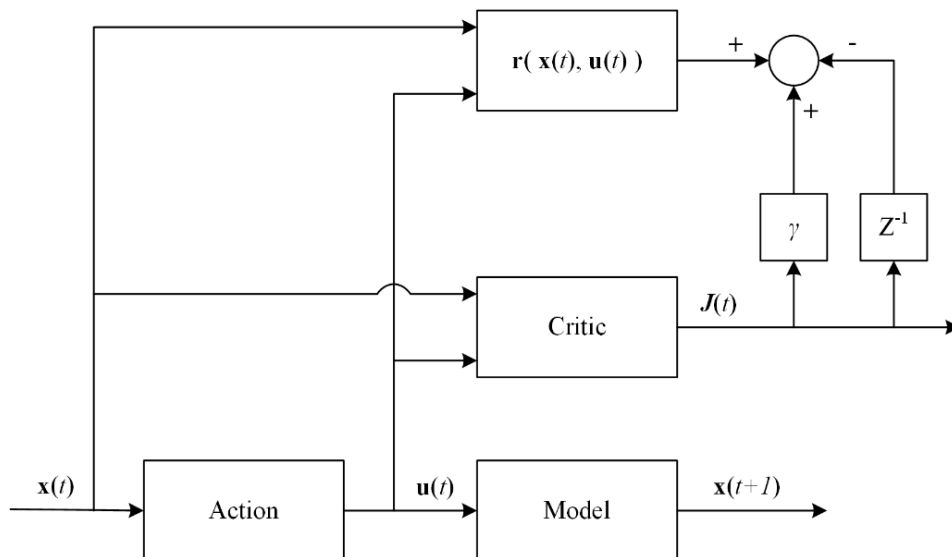 r( x(t), u(t) )
+
-
+
γ
Z⁻¹
Critic
J(t)
x(t)
Action
u(t)
Model
x(t+1)